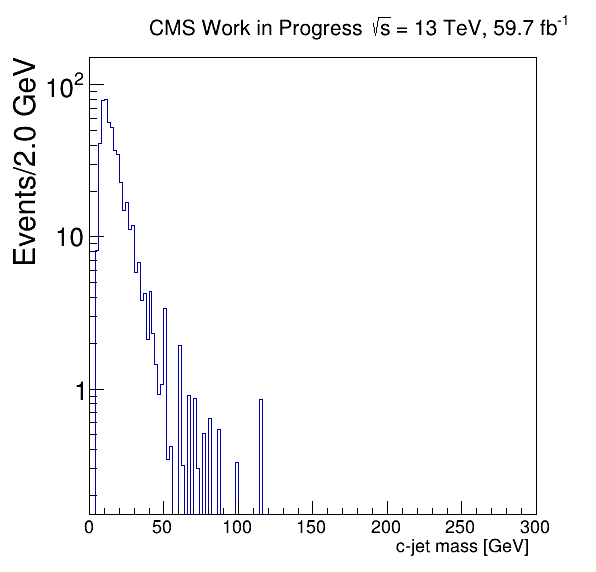 CMS Work in Progress √s = 13 TeV, 59.7 fb⁻¹
Events/2.0 GeV
10²
10
1
0 50 100 150 200 250 300
c-jet mass [GeV]